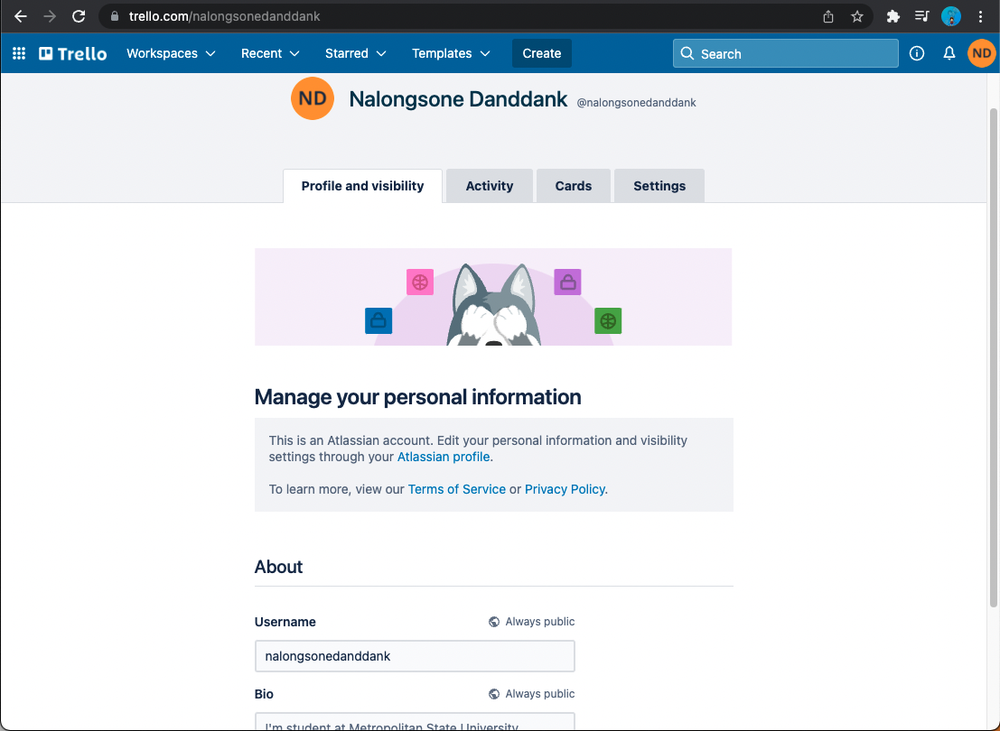 trello.com/nalongsonedanddank
Trello Workspaces Recent Starred Templates Create Search ND
ND Nalongsone Danddank @nalongsonedanddank
Profile and visibility Activity Cards Settings
Manage your personal information
This is an Atlassian account. Edit your personal information and visibility
settings through your Atlassian profile.
To learn more, view our Terms of Service or Privacy Policy.
About
Username Always public
nalongsonedanddank
Bio Always public
I'm student at Metropolitan State University